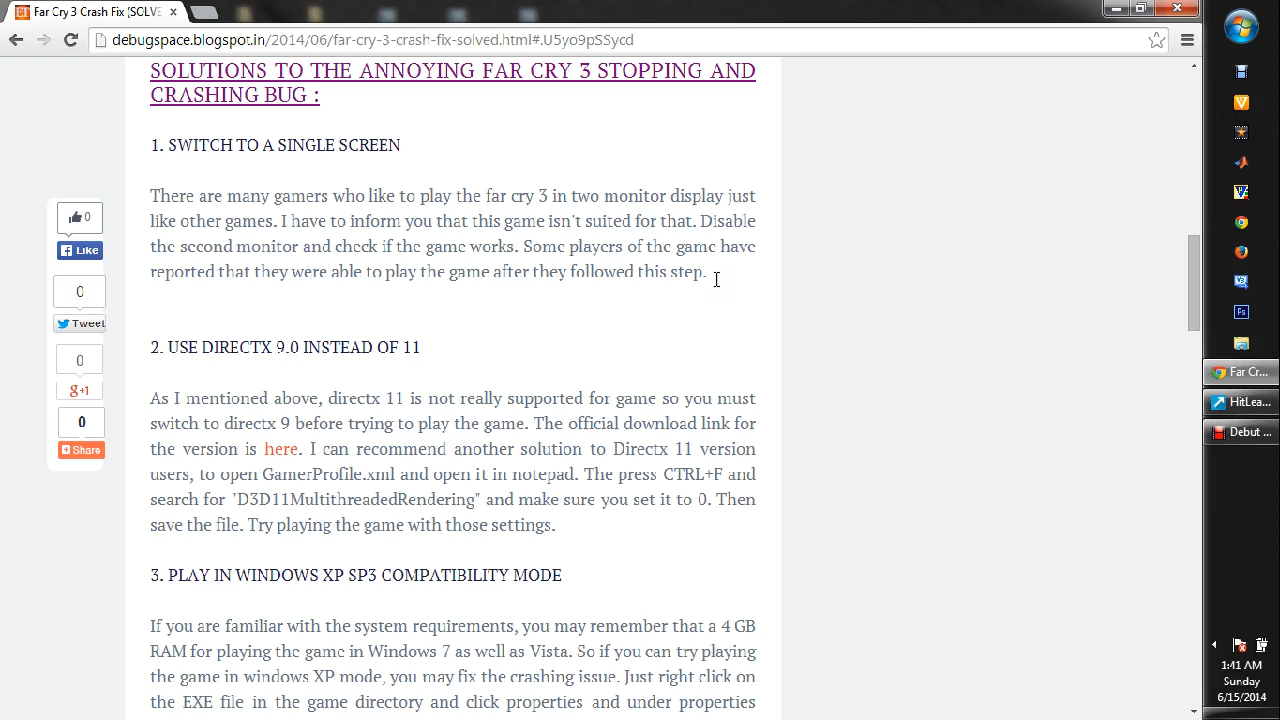 Far Cry 3 Crash Fix (SOLVE
debugspace.blogspot.in/2014/06/far-cry-3-crash-fix-solver.html#.U5yo9pSSycd
SOLUTIONS TO THE ANNOYING FAR CRY 3 STOPPING AND
CRASHING BUG :
1. SWITCH TO A SINGLE SCREEN
There are many gamers who like to play the far cry 3 in two monitor display just
like other games. I have to inform you that this game isn't suited for that. Disable
the second monitor and check if the game works. Some players of the game have
reported that they were able to play the game after they followed this step.
2. USE DIRECTX 9.0 INSTEAD OF 11
As I mentioned above, directx 11 is not really supported for game so you must
switch to directx 9 before trying to play the game. The official download link for
the version is here. I can recommend another solution to Directx 11 version
users, to open GamerProfile.xml and open it in notepad. The press CTRL+F and
search for "D3D11MultithreadedRendering" and make sure you set it to 0. Then
save the file. Try playing the game with those settings.
3. PLAY IN WINDOWS XP SP3 COMPATIBILITY MODE
If you are familiar with the system requirements, you may remember that a 4 GB
RAM for playing the game in Windows 7 as well as Vista. So if you can try playing
the game in windows XP mode, you may fix the crashing issue. Just right click on
the EXE file in the game directory and click properties and under properties
0
Like
0
Tweet
0
g+1
0
Share
Ps
Far Cr...
HitLea...
Debut ...
1:41 AM
Sunday
6/15/2014